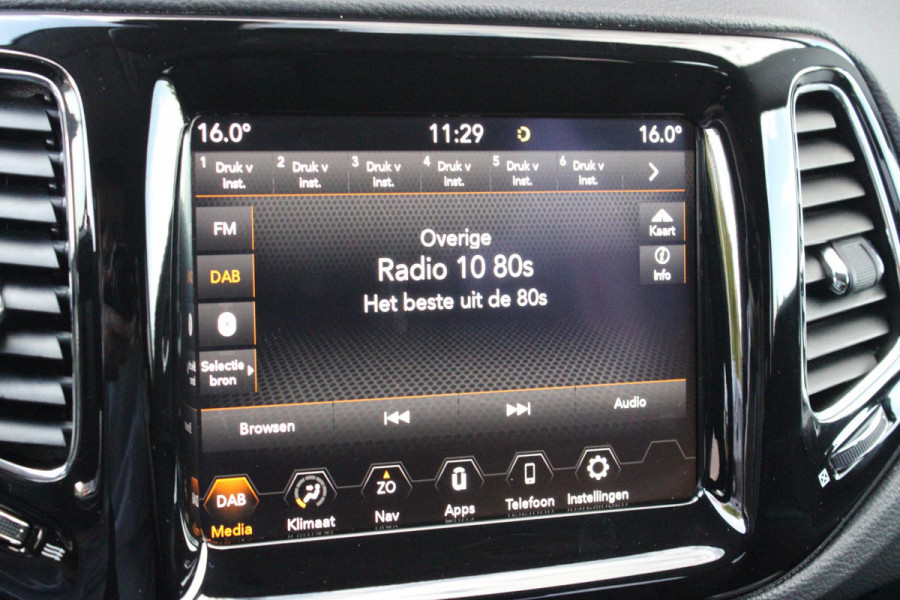 16.0° 11:29 16.0°
1 Druk v Inst. 2 Druk v Inst. 3 Druk v Inst. 4 Druk v Inst. 5 Druk v Inst. 6 Druk v Inst.
FM
DAB
Selectie
bron
Overige
Radio 10 80s
Het beste uit de 80s
Kaart
Info
Browsen Audio
DAB ZO
Media Klimaat Nav Apps Telefoon Instellingen